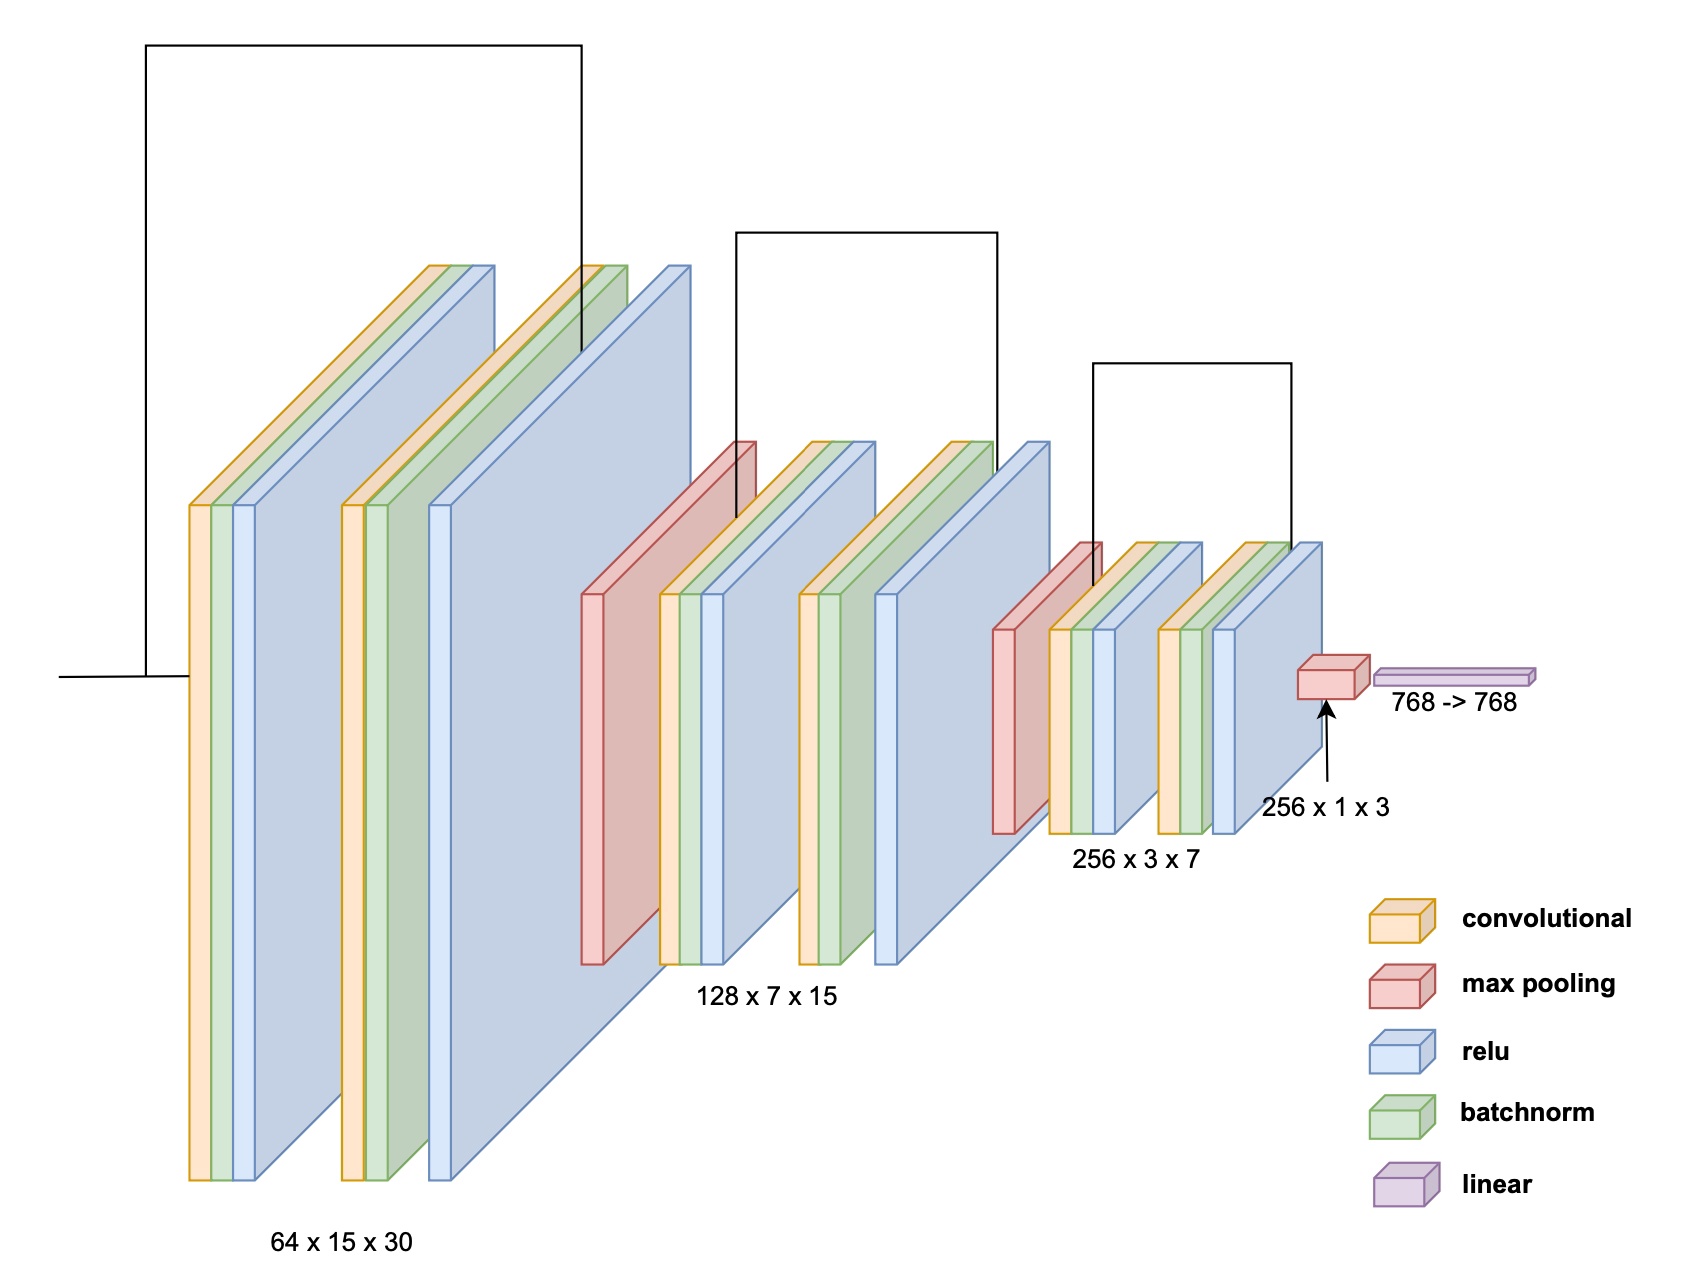 768 -> 768
256 x 1 x 3
256 x 3 x 7
128 x 7 x 15
64 x 15 x 30
convolutional
max pooling
relu
batchnorm
linear